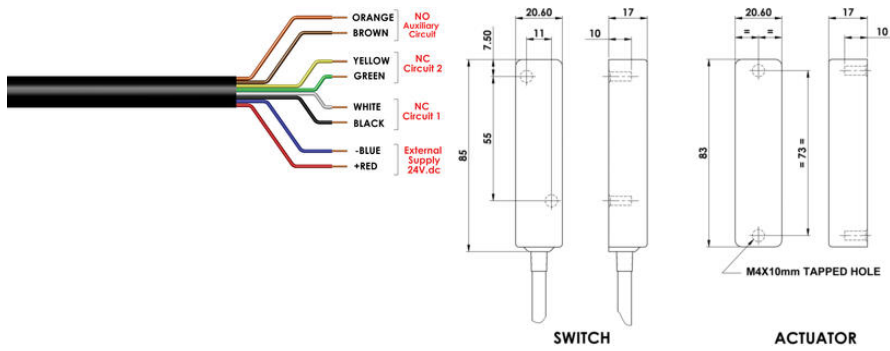 ORANGE
BROWN
NO
Auxiliary
Circuit
YELLOW
GREEN
NC
Circuit 2
WHITE
BLACK
NC
Circuit 1
-BLUE
+RED
External
Supply
24V.dc
20.60
17
7.50
11
10
85
55
SWITCH
20.60
17
= =
10
83
= 73 =
M4X10mm TAPPED HOLE
ACTUATOR